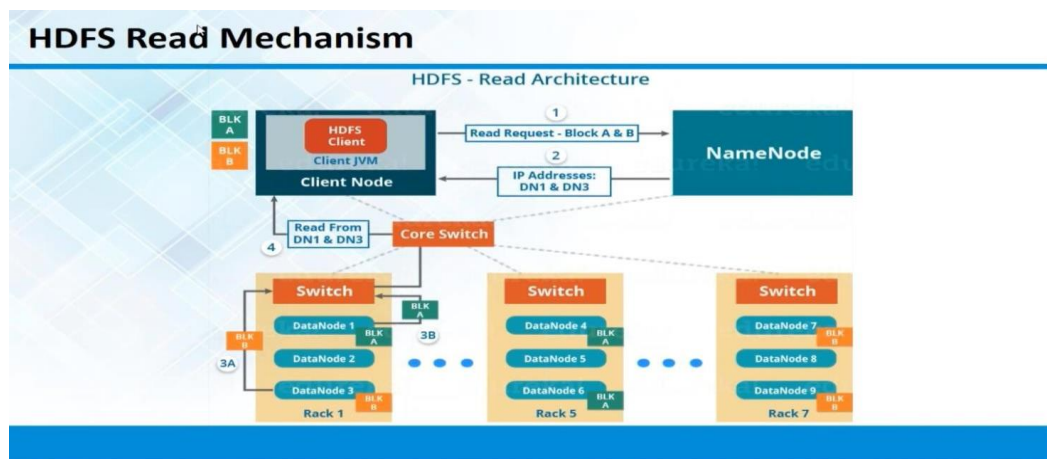 HDFS Read Mechanism
HDFS - Read Architecture
BLK
A
BLK
B
HDFS
Client
Client JVM
Client Node
1
Read Request - Block A & B
2
IP Addresses:
DN1 & DN3
NameNode
4
Read From
DN1 & DN3
Core Switch
Switch
DataNode 1
BLK
A
DataNode 2
DataNode 3
BLK
B
Rack 1
BLK
B
3A
BLK
A
3B
Switch
DataNode 4
BLK
A
DataNode 5
DataNode 6
BLK
A
Rack 5
Switch
DataNode 7
BLK
B
DataNode 8
DataNode 9
BLK
B
Rack 7